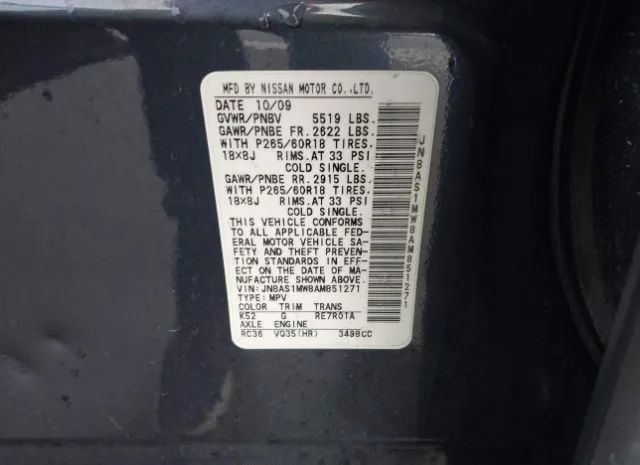 MFD BY NISSAN MOTOR CO.,LTD.
DATE 10/09
GVWR/PNBV 5519 LBS.
GAWR/PNBE FR. 2622 LBS.
WITH P265/60R18 TIRES.
18X8J RIMS.AT 33 PSI
COLD SINGLE.
GAWR/PNBE RR. 2915 LBS.
WITH P265/60R18 TIRES.
18X8J RIMS.AT 33 PSI
COLD SINGLE.
THIS VEHICLE CONFORMS
TO ALL APPLICABLE FED-
ERAL MOTOR VEHICLE SA-
FETY AND THEFT PREVEN-
TION STANDARDS IN EFF-
ECT ON THE DATE OF MA-
NUFACTURE SHOWN ABOVE.
VIN: JN8AS1MW8AM851271
TYPE: MPV
COLOR TRIM TRANS
K52 G RE7R01A
AXLE ENGINE
RC36 VQ35(HR) 3498CC
JN8AS1MW8AM851271